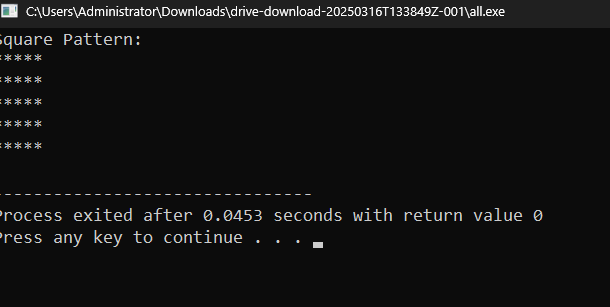 C:\Users\Administrator\Downloads\drive-download-20250316T133849Z-001\all.exe
Square Pattern:
*****
*****
*****
*****
*****
--------------------------------
Process exited after 0.0453 seconds with return value 0
Press any key to continue . . .